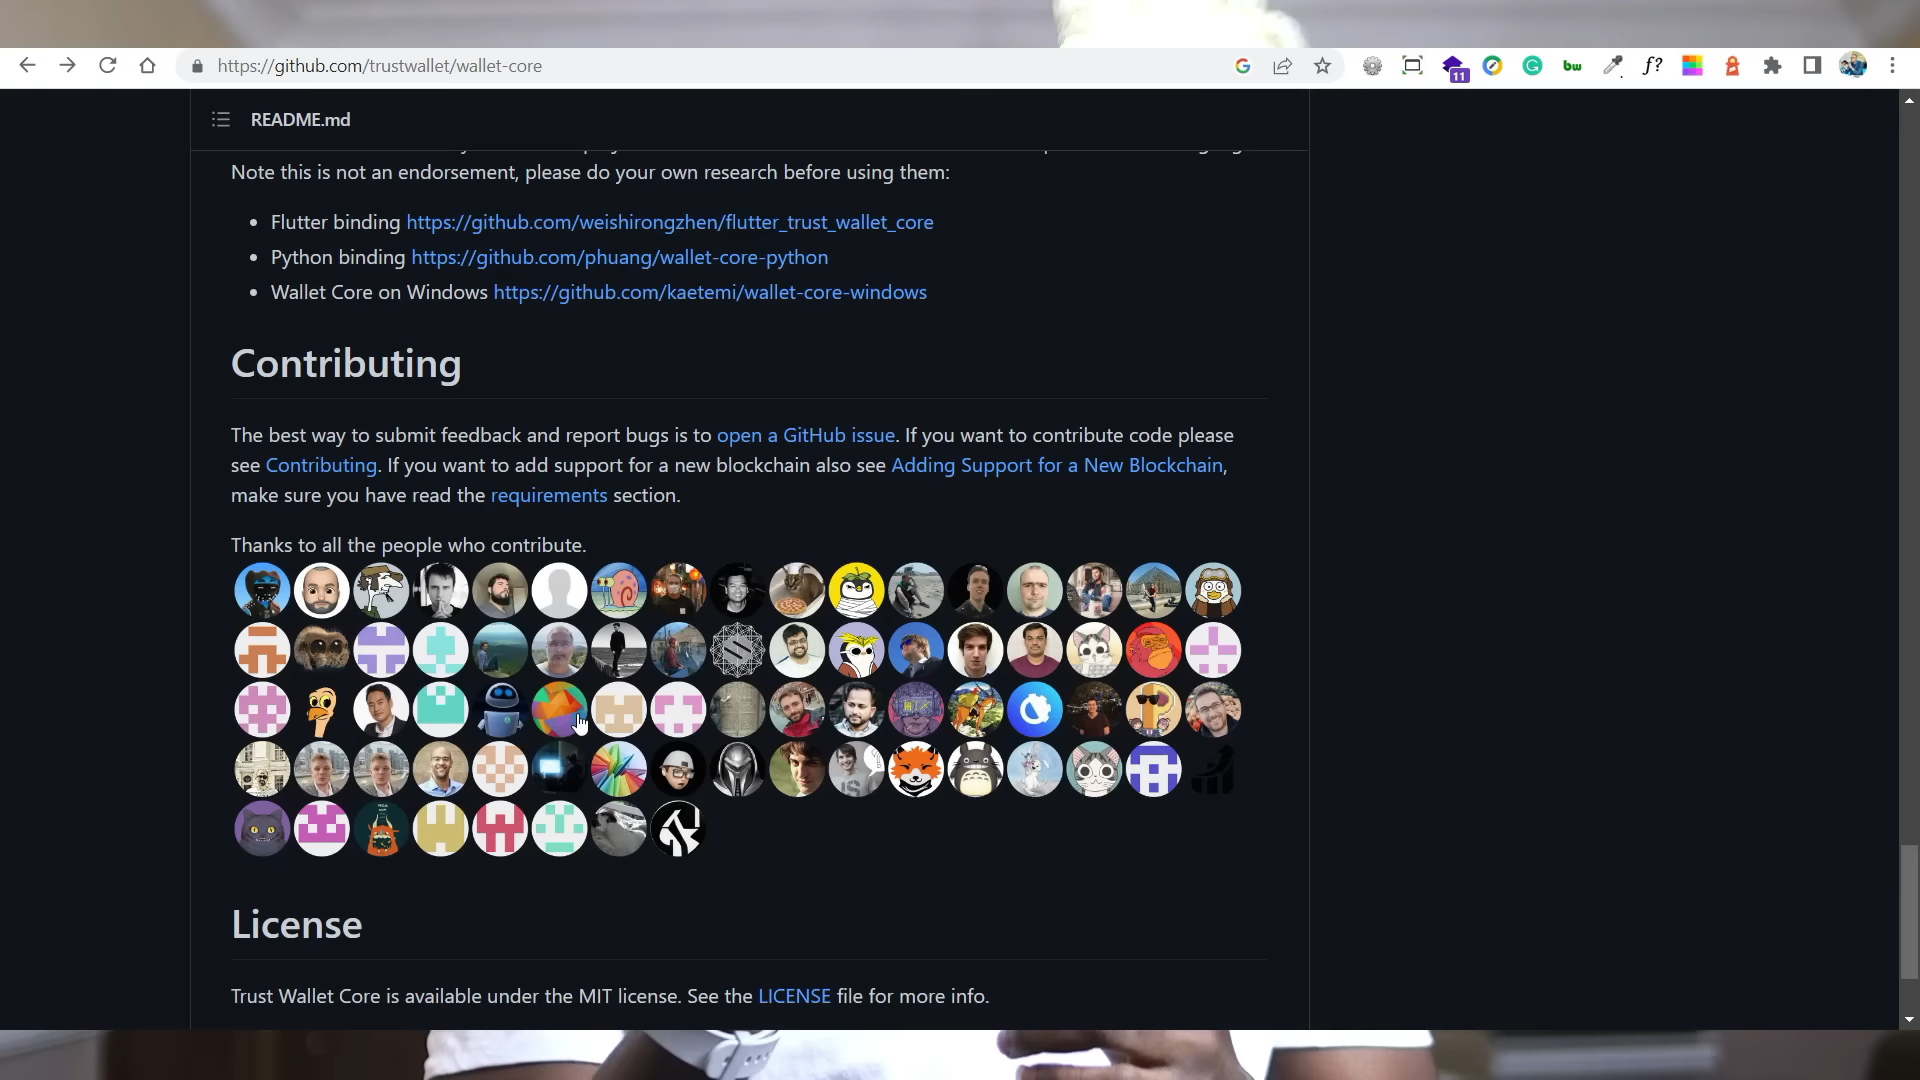 https://github.com/trustwallet/wallet-core
11
bw
f?
README.md
Note this is not an endorsement, please do your own research before using them:
• Flutter binding https://github.com/weishirongzhen/flutter_trust_wallet_core
• Python binding https://github.com/phuang/wallet-core-python
• Wallet Core on Windows https://github.com/kaetemi/wallet-core-windows
Contributing
The best way to submit feedback and report bugs is to open a GitHub issue. If you want to contribute code please
see Contributing. If you want to add support for a new blockchain also see Adding Support for a New Blockchain,
make sure you have read the requirements section.
Thanks to all the people who contribute.
License
Trust Wallet Core is available under the MIT license. See the LICENSE file for more info.